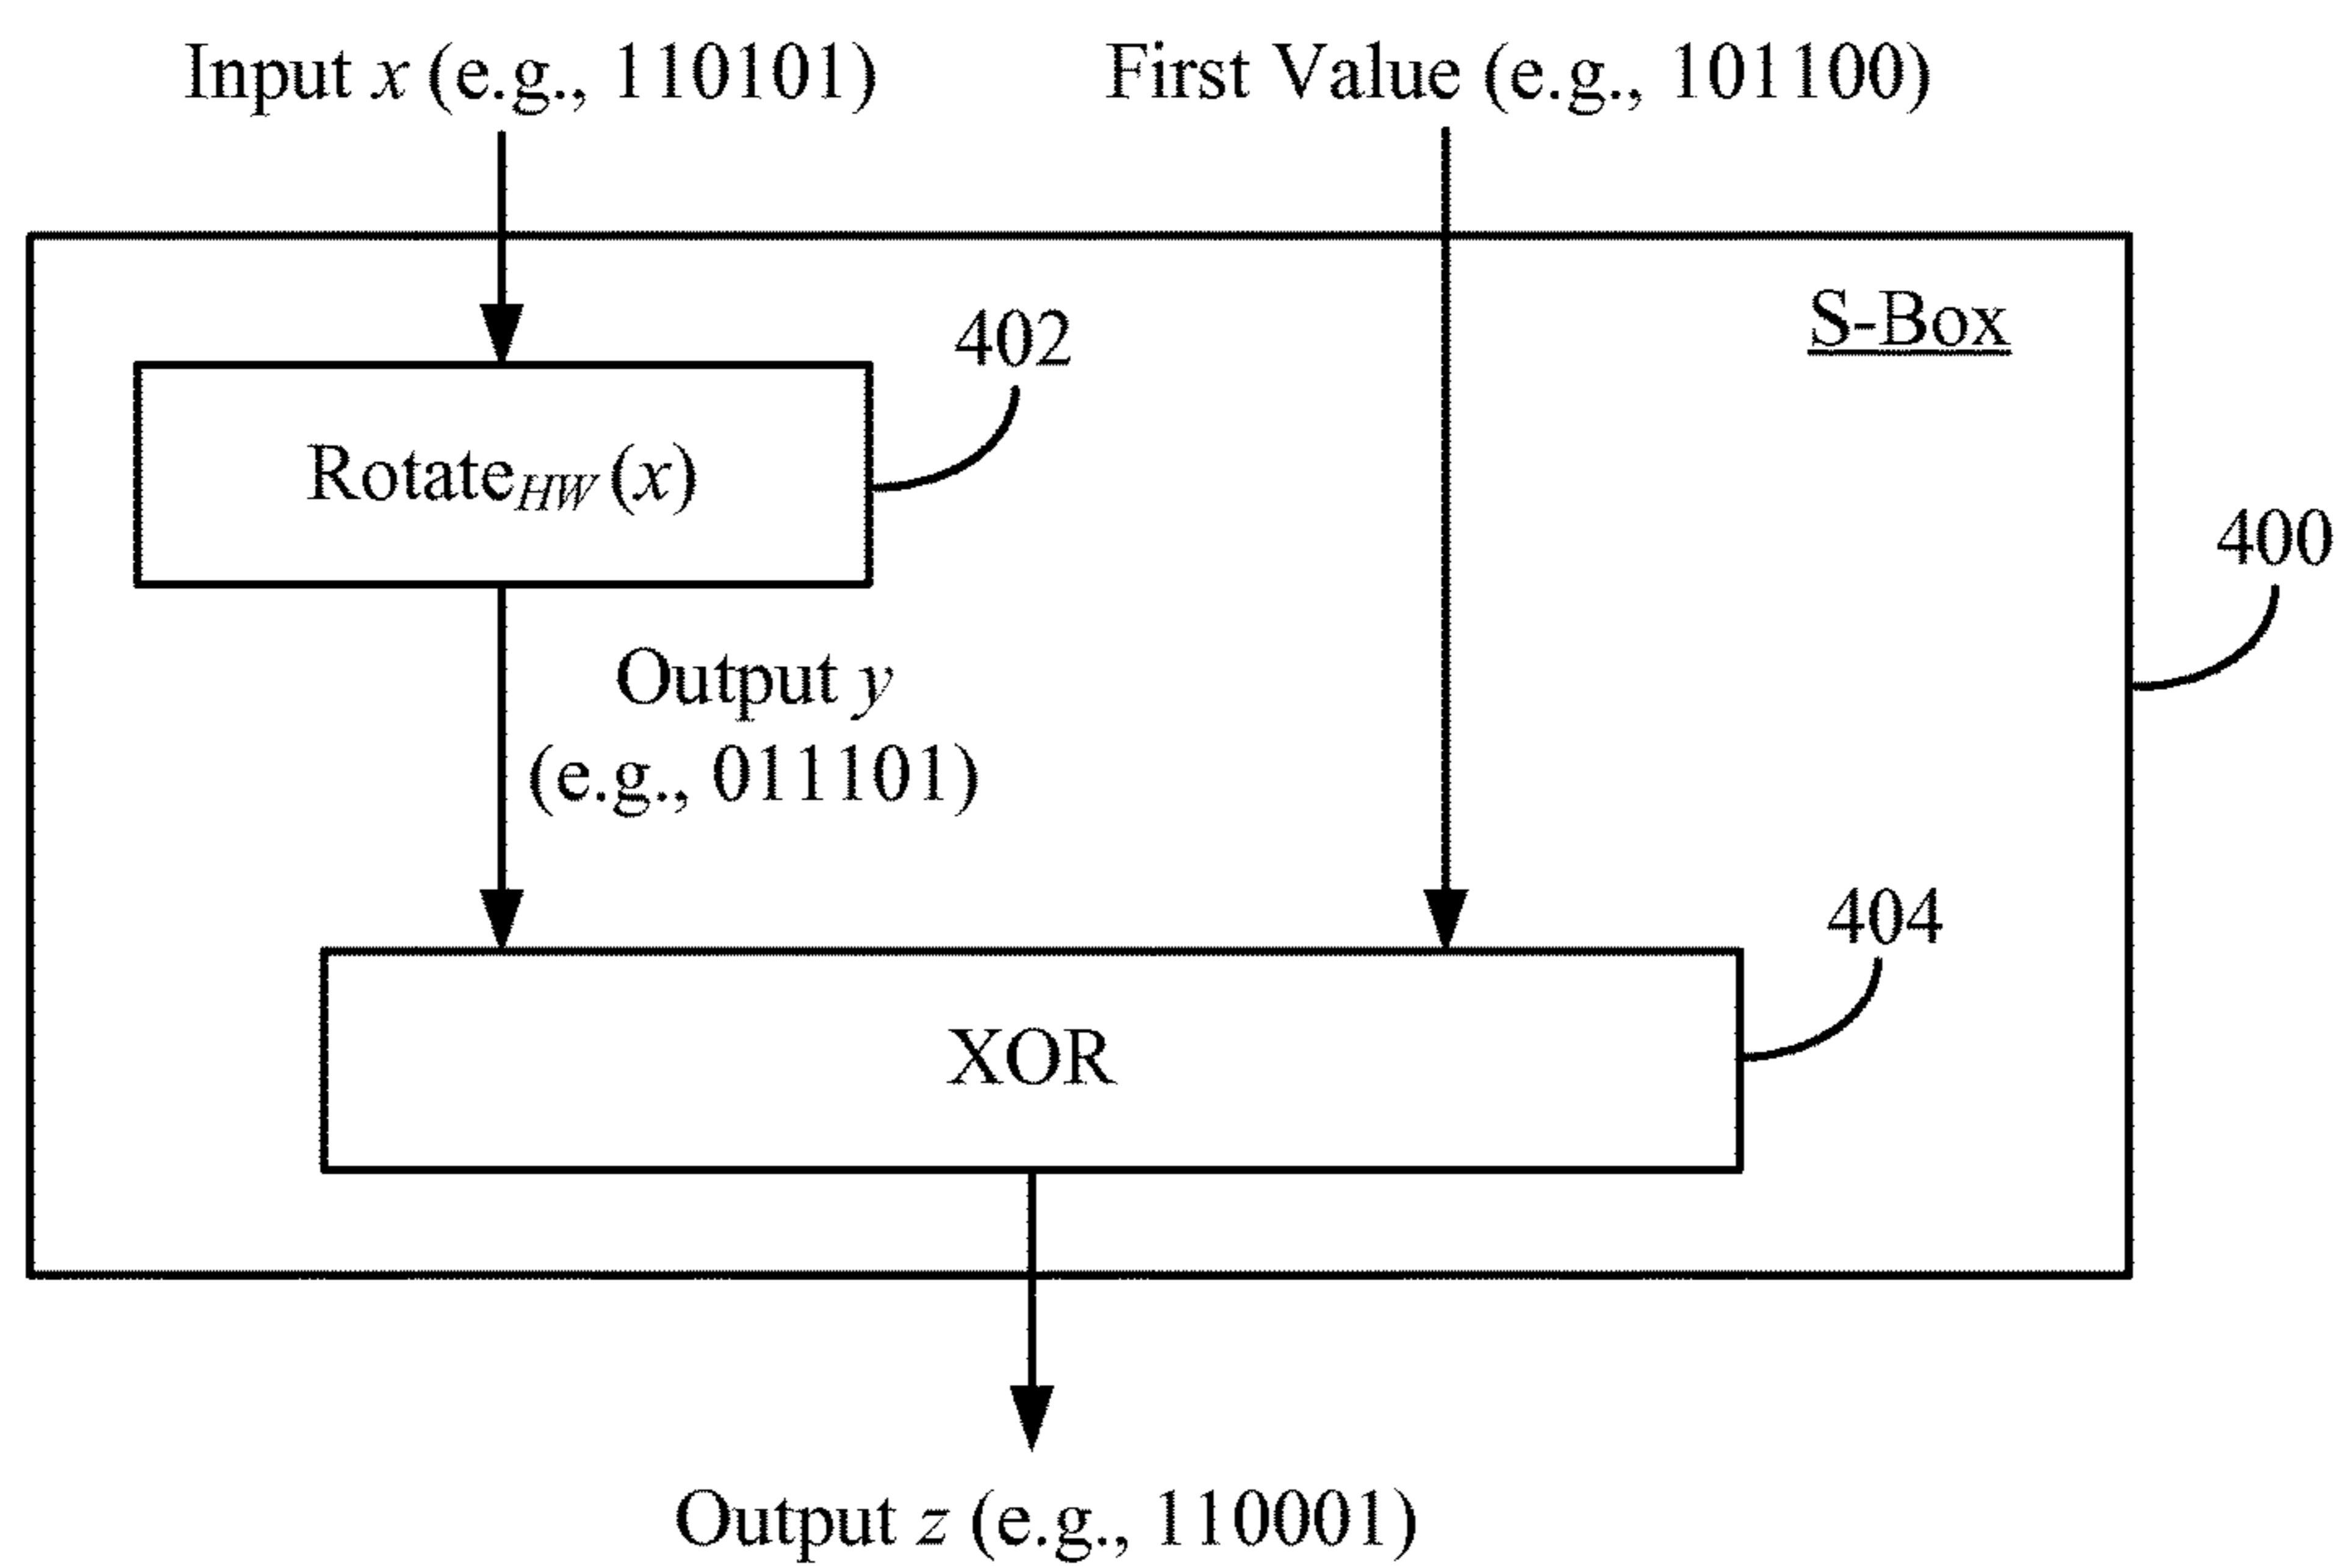 Input x (e.g., 110101)
First Value (e.g., 101100)
S-Box
402
RotateHW (x)
400
Output y
(e.g., 011101)
404
XOR
Output z (e.g., 110001)